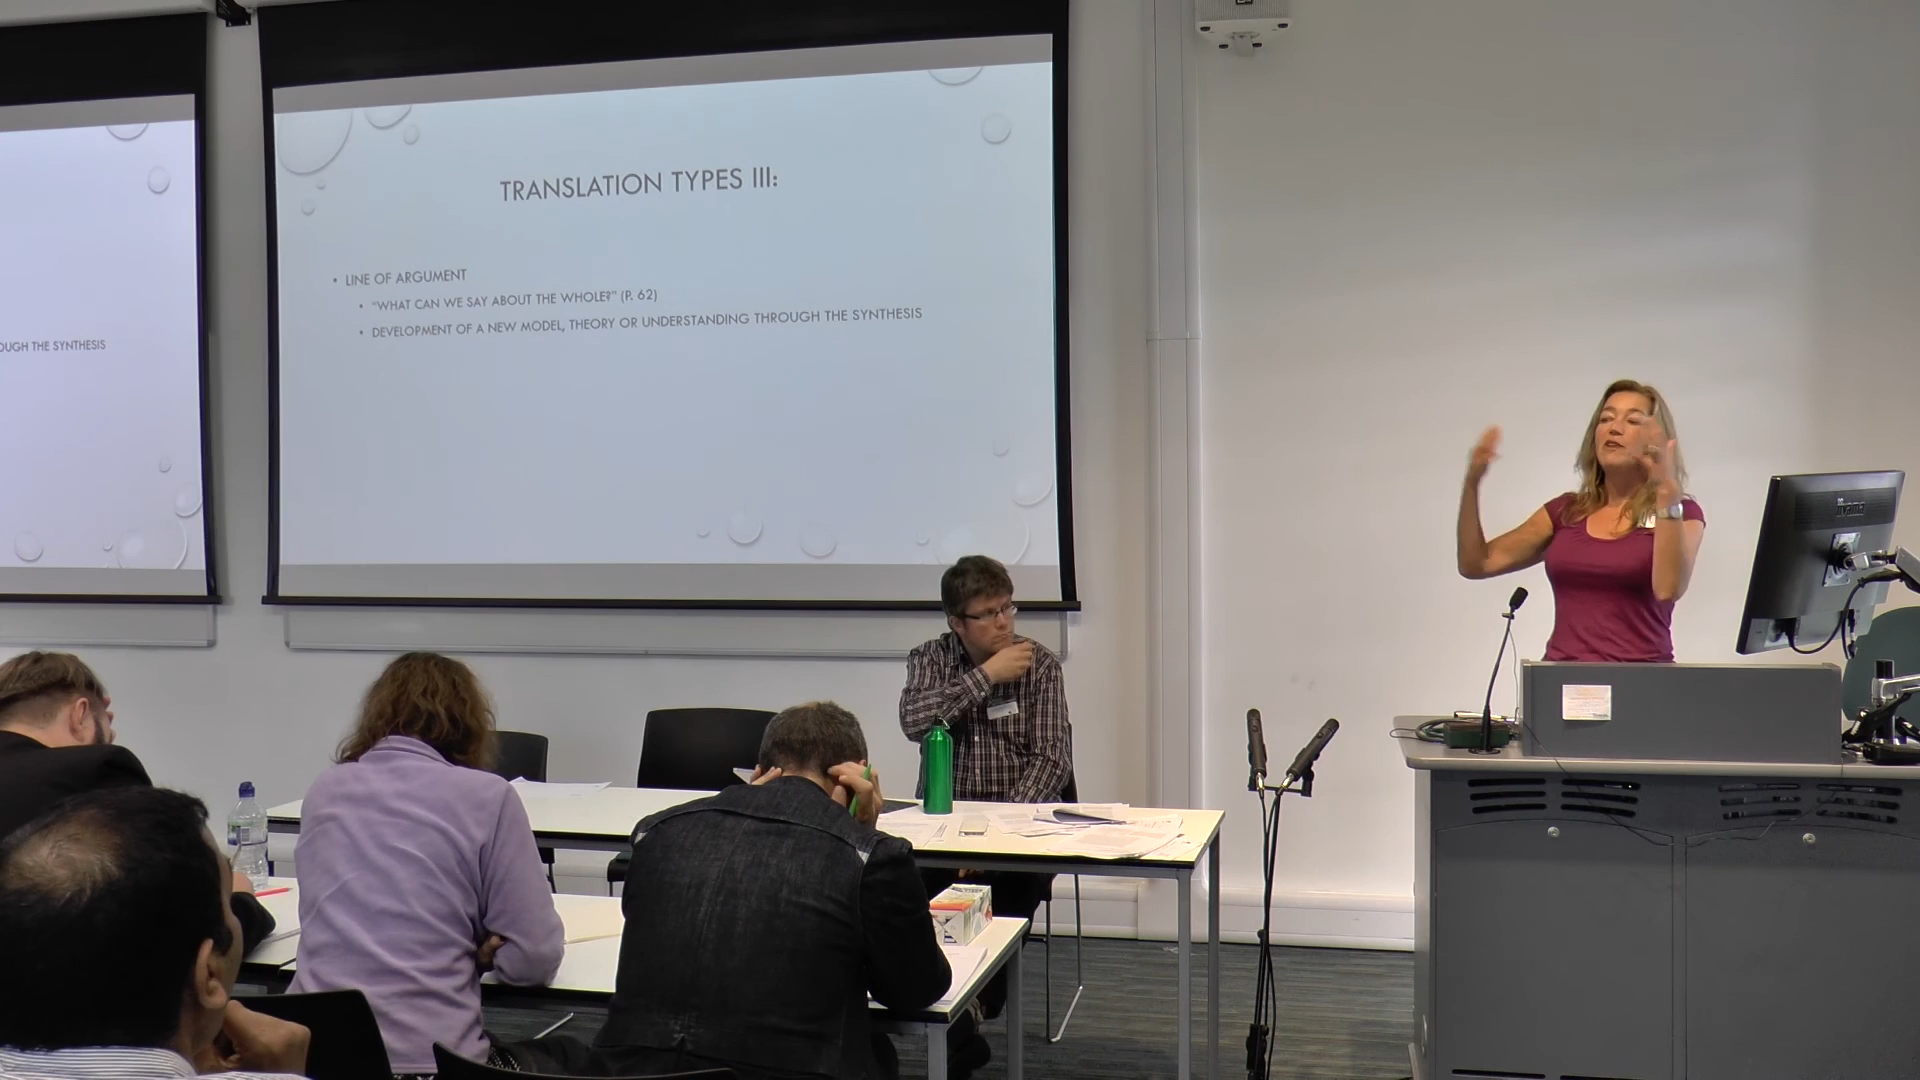 TRANSLATION TYPES III:
• LINE OF ARGUMENT
• "WHAT CAN WE SAY ABOUT THE WHOLE?" (P. 62)
• DEVELOPMENT OF A NEW MODEL, THEORY OR UNDERSTANDING THROUGH THE SYNTHESIS
OUGH THE SYNTHESIS
iiyama